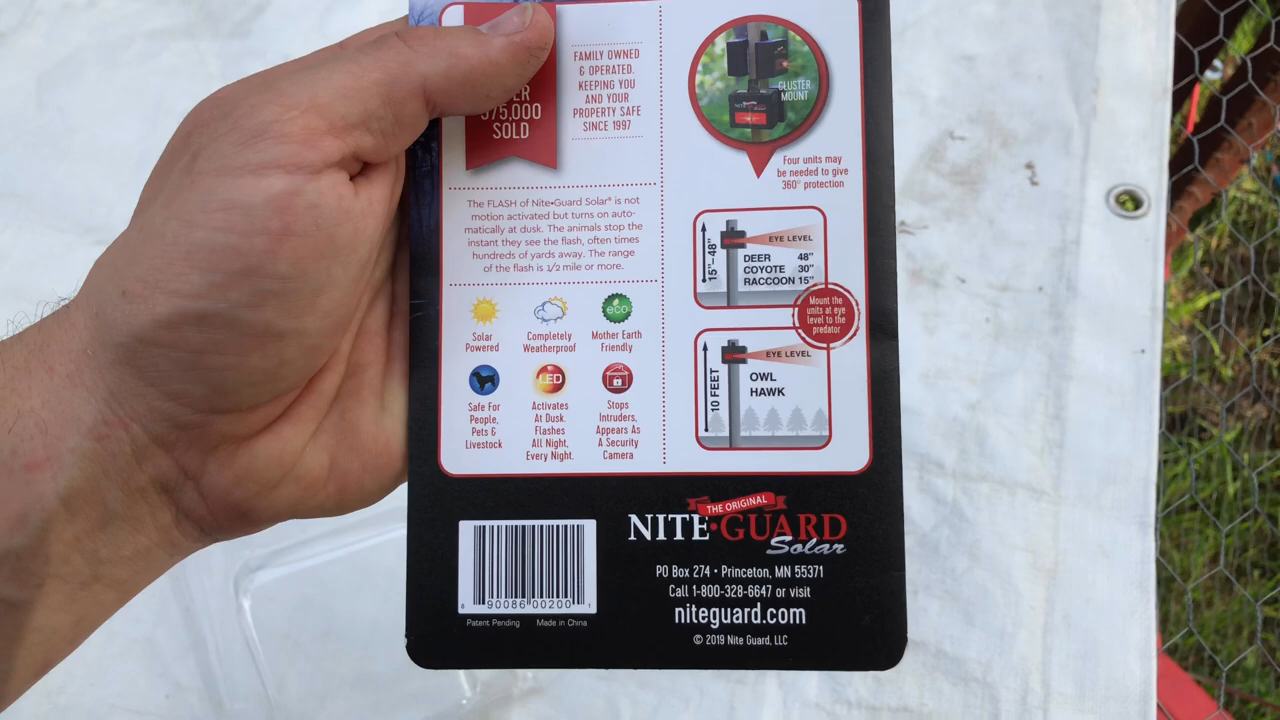 575,000
SOLD
FAMILY OWNED
& OPERATED.
KEEPING YOU
AND YOUR
PROPERTY SAFE
SINCE 1997
The FLASH of Nite•Guard Solar® is not
motion activated but turns on auto-
matically at dusk. The animals stop the
instant they see the flash, often times
hundreds of yards away. The range
of the flash is 1/2 mile or more.
Solar
Powered
Completely
Weatherproof
eco
Mother Earth
Friendly
Safe For
People,
Pets &
Livestock
LED
Activates
At Dusk.
Flashes
All Night,
Every Night.
Stops
Intruders,
Appears As
A Security
Camera
CLUSTER
MOUNT
Four units may
be needed to give
360° protection
15"–48"
EYE LEVEL
DEER 48"
COYOTE 30"
RACCOON 15"
Mount the
units at eye
level to the
predator
10 FEET
EYE LEVEL
OWL
HAWK
8 90086 00200 1
Patent Pending Made in China
THE ORIGINAL
NITE•GUARD
Solar
PO Box 274 • Princeton, MN 55371
Call 1-800-328-6647 or visit
niteguard.com
© 2019 Nite Guard, LLC